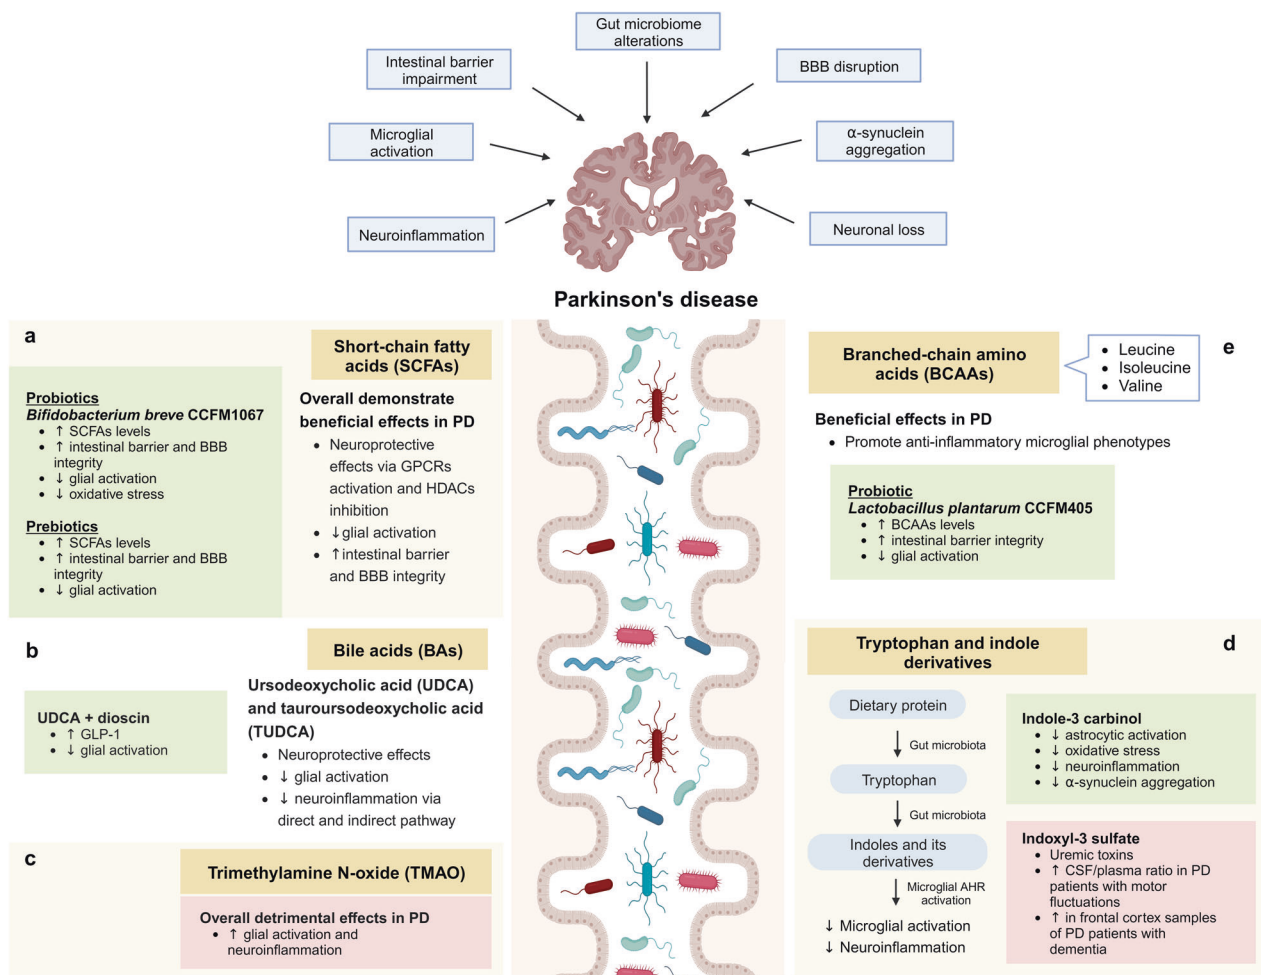 Gut microbiome
alterations
Intestinal barrier
impairment
BBB disruption
Microglial
activation
α-synuclein
aggregation
Neuroinflammation
Neuronal loss
Parkinson's disease
a
Short-chain fatty
acids (SCFAs)
Probiotics
Bifidobacterium breve CCFM1067
• ↑ SCFAs levels
• ↑ intestinal barrier and BBB
integrity
• ↓ glial activation
• ↓ oxidative stress
Prebiotics
• ↑ SCFAs levels
• ↑ intestinal barrier and BBB
integrity
• ↓ glial activation
Overall demonstrate
beneficial effects in PD
• Neuroprotective
effects via GPCRs
activation and HDACs
inhibition
• ↓glial activation
• ↑intestinal barrier
and BBB integrity
b
Bile acids (BAs)
UDCA + dioscin
• ↑ GLP-1
• ↓ glial activation
Ursodeoxycholic acid (UDCA)
and tauroursodeoxycholic acid
(TUDCA)
• Neuroprotective effects
• ↓ glial activation
• ↓ neuroinflammation via
direct and indirect pathway
c
Trimethylamine N-oxide (TMAO)
Overall detrimental effects in PD
• ↑ glial activation and
neuroinflammation
e
Branched-chain amino
acids (BCAAs)
• Leucine
• Isoleucine
• Valine
Beneficial effects in PD
• Promote anti-inflammatory microglial phenotypes
Probiotic
Lactobacillus plantarum CCFM405
• ↑ BCAAs levels
• ↑ intestinal barrier integrity
• ↓ glial activation
d
Tryptophan and indole
derivatives
Dietary protein
Gut microbiota
Tryptophan
Gut microbiota
Indoles and its
derivatives
Microglial AHR
activation
↓ Microglial activation
↓ Neuroinflammation
Indole-3 carbinol
• ↓ astrocytic activation
• ↓ oxidative stress
• ↓ neuroinflammation
• ↓ α-synuclein aggregation
Indoxyl-3 sulfate
• Uremic toxins
• ↑ CSF/plasma ratio in PD
patients with motor
fluctuations
• ↑ in frontal cortex samples
of PD patients with
dementia